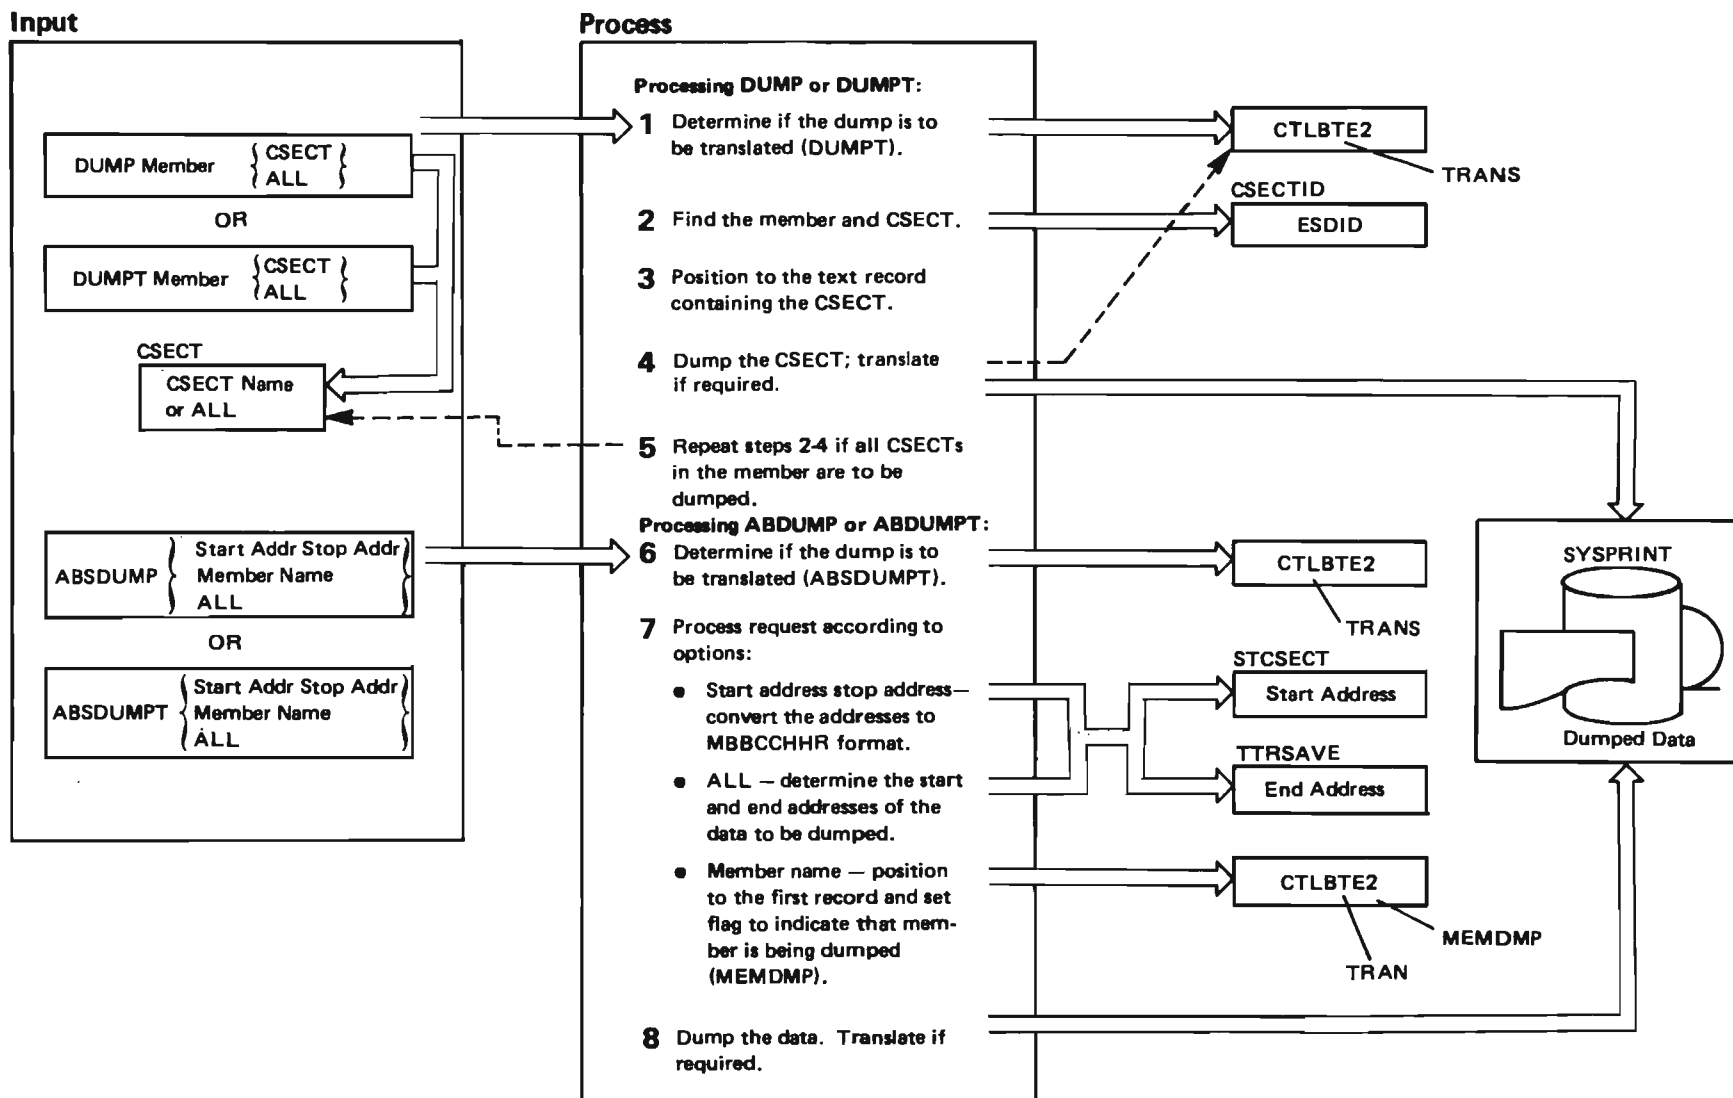 Input
DUMP Member { CSECT }
ALL
OR
DUMPT Member { CSECT }
ALL
CSECT
CSECT Name
or ALL
ABSDUMP { Start Addr Stop Addr }
Member Name
ALL
OR
ABSDUMPT { Start Addr Stop Addr }
Member Name
ALL
Process
Processing DUMP or DUMPT:
1 Determine if the dump is to
be translated (DUMPT).
2 Find the member and CSECT.
3 Position to the text record
containing the CSECT.
4 Dump the CSECT; translate
if required.
5 Repeat steps 2-4 if all CSECTs
in the member are to be
dumped.
Processing ABDUMP or ABDUMPT:
6 Determine if the dump is to
be translated (ABSDUMPT).
7 Process request according to
options:
● Start address stop address—
convert the addresses to
MBBCCHHR format.
● ALL — determine the start
and end addresses of the
data to be dumped.
● Member name — position
to the first record and set
flag to indicate that mem-
ber is being dumped
(MEMDMP).
8 Dump the data. Translate if
required.
CTLBTE2
TRANS
CSECTID
ESDID
CTLBTE2
TRANS
STCSECT
Start Address
TTRSAVE
End Address
CTLBTE2
MEMDMP
TRAN
SYSPRINT
Dumped Data